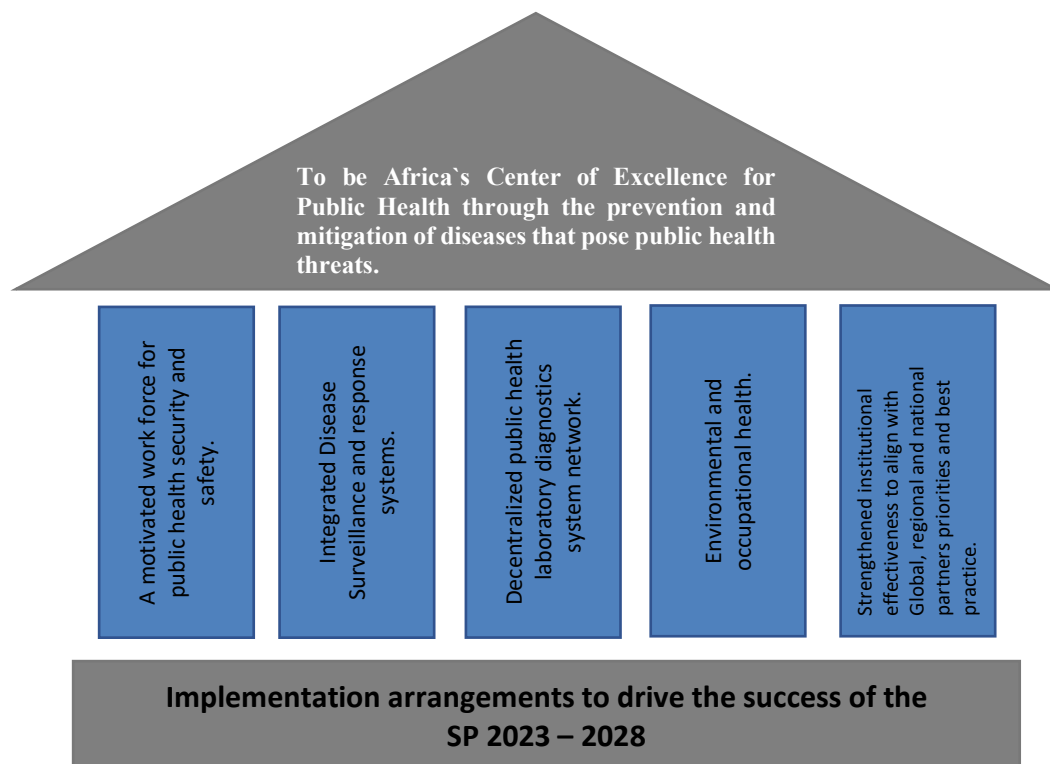 To be Africa`s Center of Excellence for
Public Health through the prevention and
mitigation of diseases that pose public health
threats.
A motivated work force for
public health security and
safety.
Integrated Disease
Surveillance and response
systems.
Decentralized public health
laboratory diagnostics
system network.
Environmental and
occupational health.
Strengthened institutional
effectiveness to align with
Global, regional and national
partners priorities and best
practice.
Implementation arrangements to drive the success of the
SP 2023 – 2028